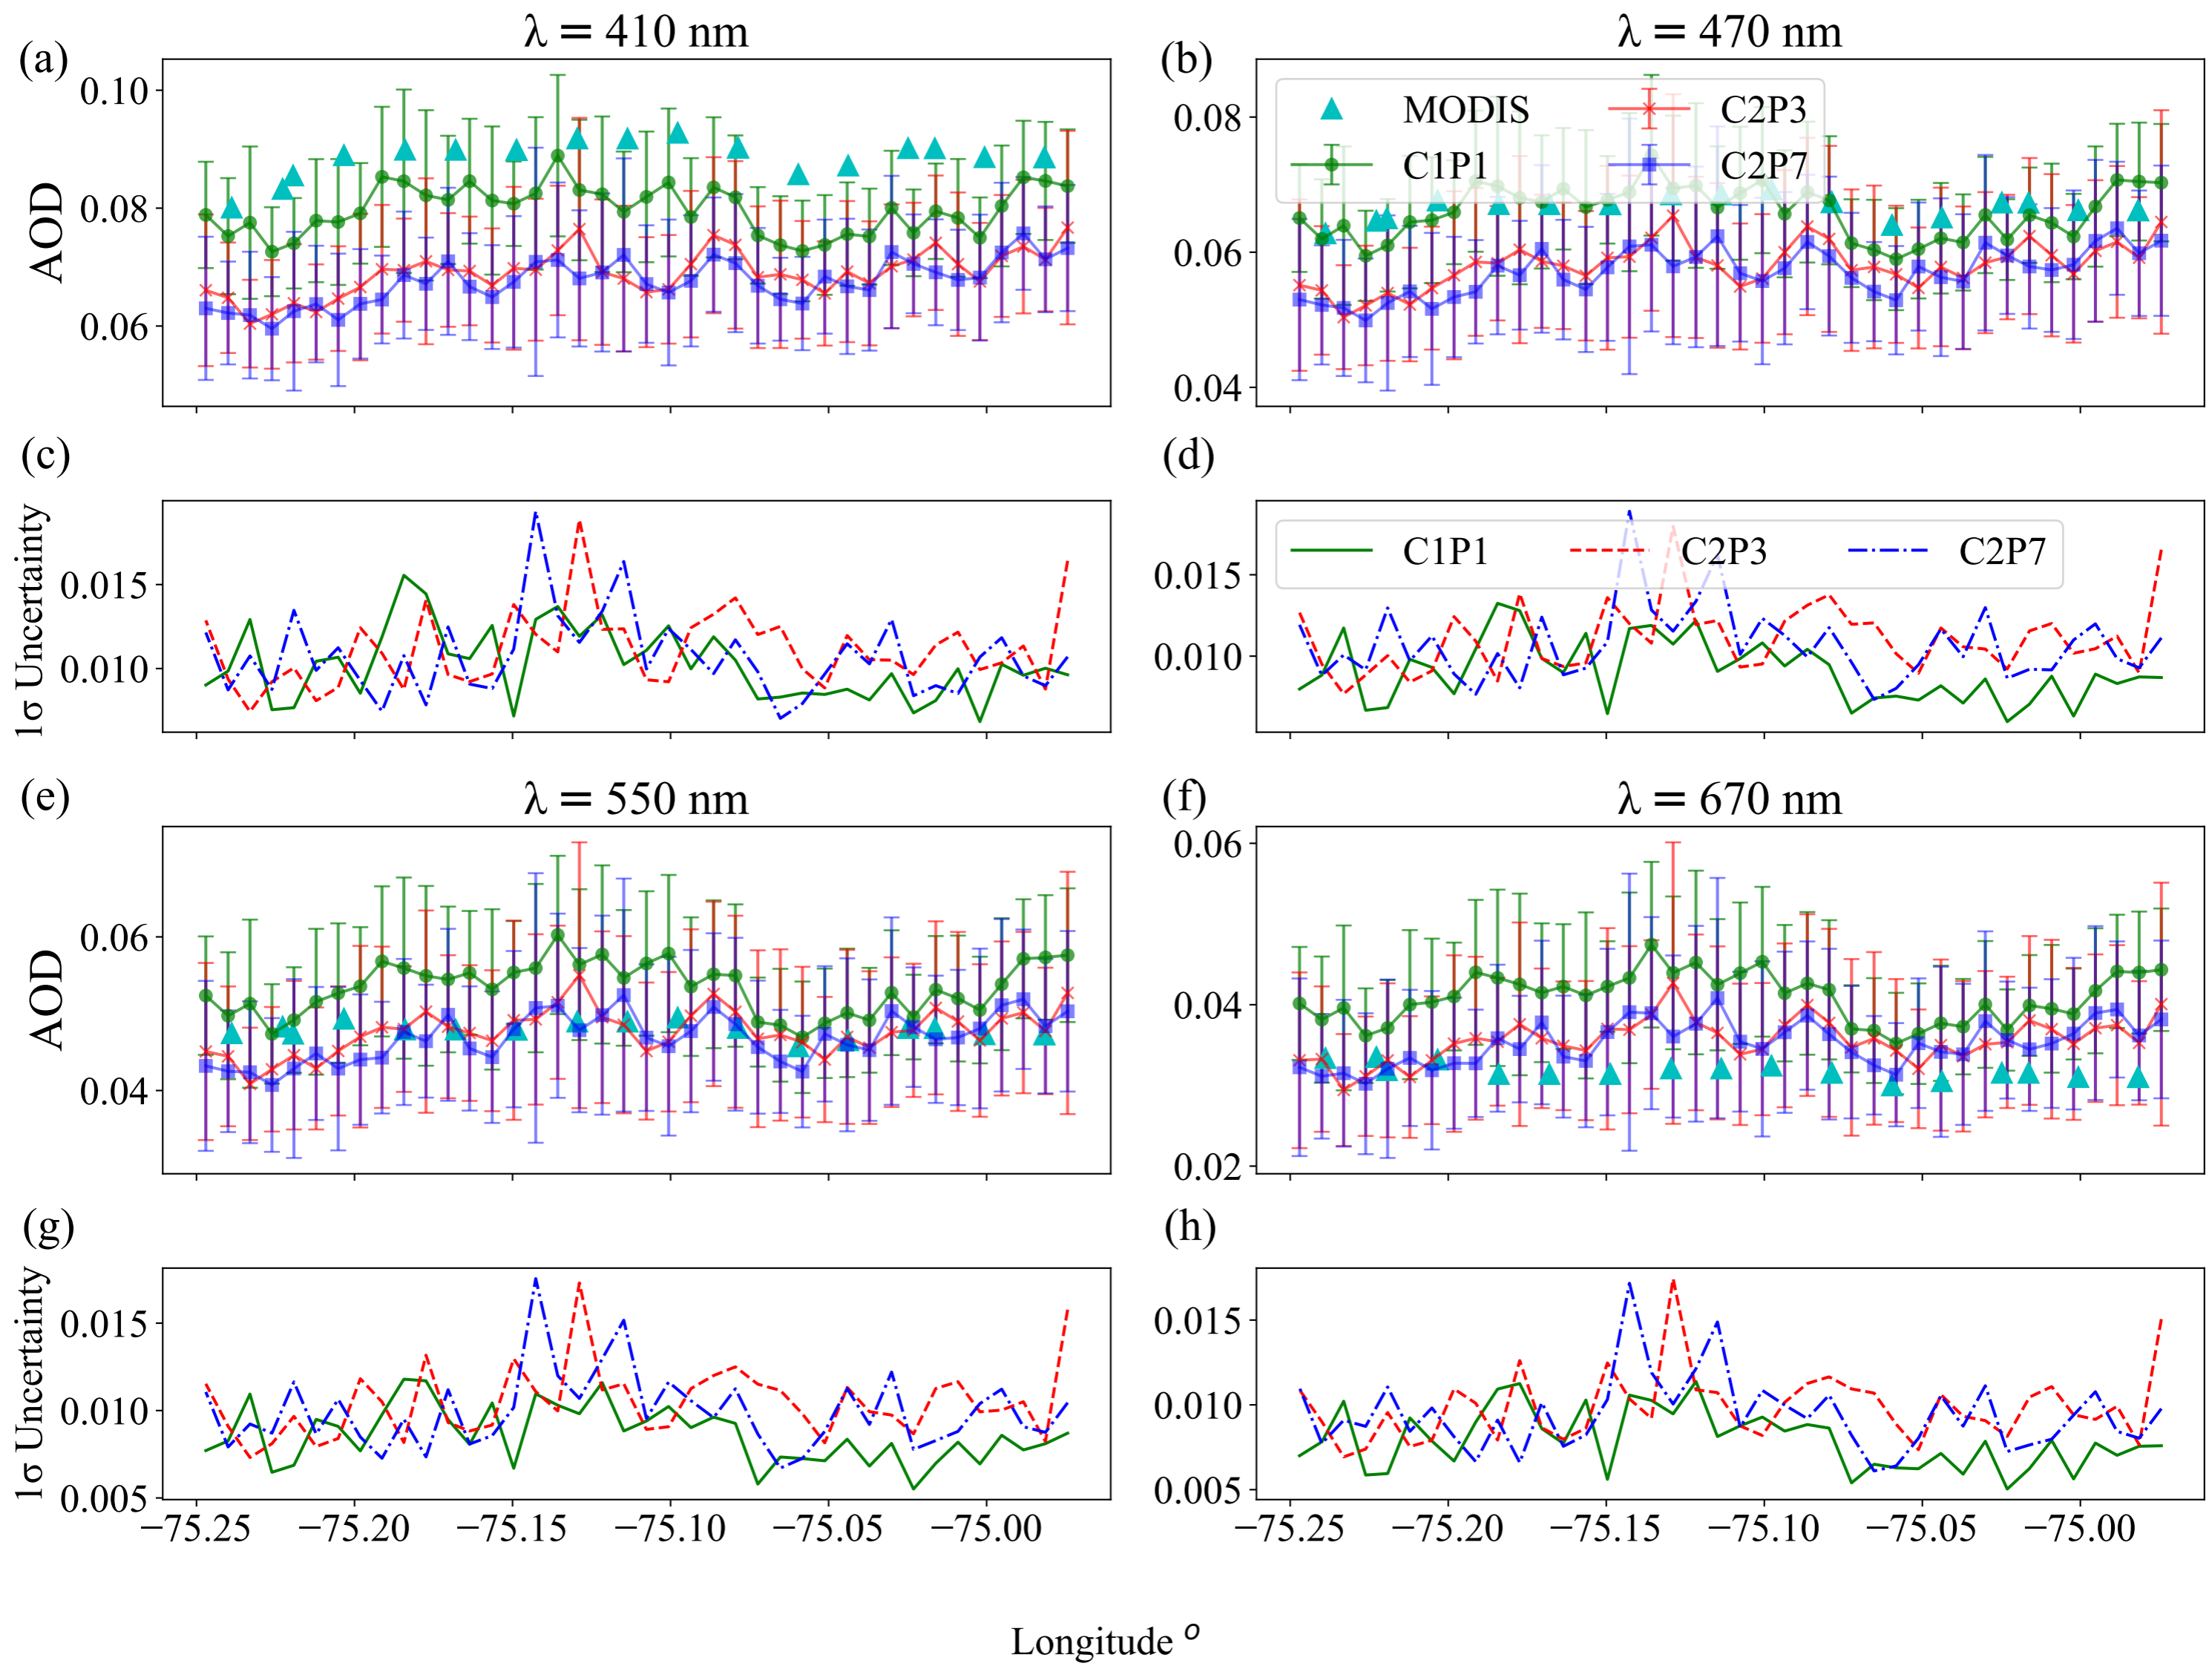 (a)
λ = 410 nm
AOD
0.10
0.08
0.06
(b)
λ = 470 nm
0.08
0.06
0.04
MODIS
C1P1
C2P3
C2P7
(c)
1σ Uncertainty
0.015
0.010
(d)
0.015
0.010
C1P1 C2P3 C2P7
(e)
λ = 550 nm
AOD
0.06
0.04
(f)
λ = 670 nm
0.06
0.04
0.02
(g)
1σ Uncertainty
0.015
0.010
0.005
−75.25 −75.20 −75.15 −75.10 −75.05 −75.00
(h)
0.015
0.010
0.005
−75.25 −75.20 −75.15 −75.10 −75.05 −75.00
Longitude o